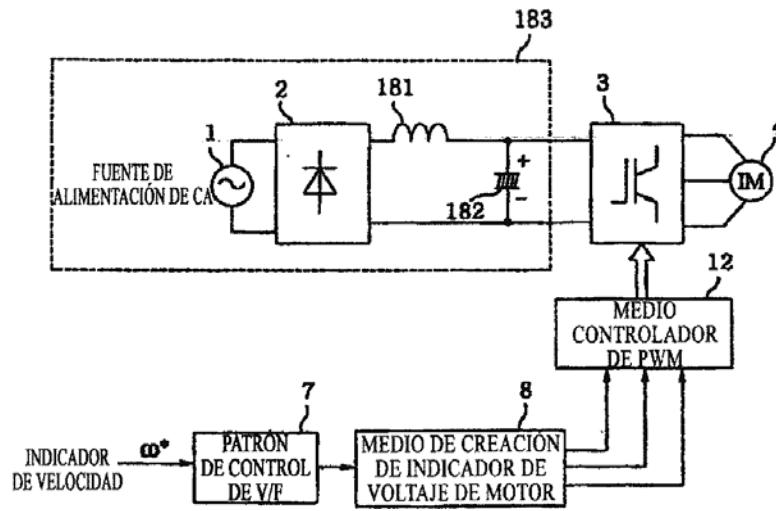 183
2
181
3
4
1
FUENTE DE
ALIMENTACIÓN DE CA
+
182
-
IM
12
MEDIO
CONTROLADOR
DE PWM
7
8
INDICADOR
DE VELOCIDAD
ω*
PATRÓN
DE CONTROL
DE V/F
MEDIO DE CREACIÓN
DE INDICADOR DE
VOLTAJE DE MOTOR